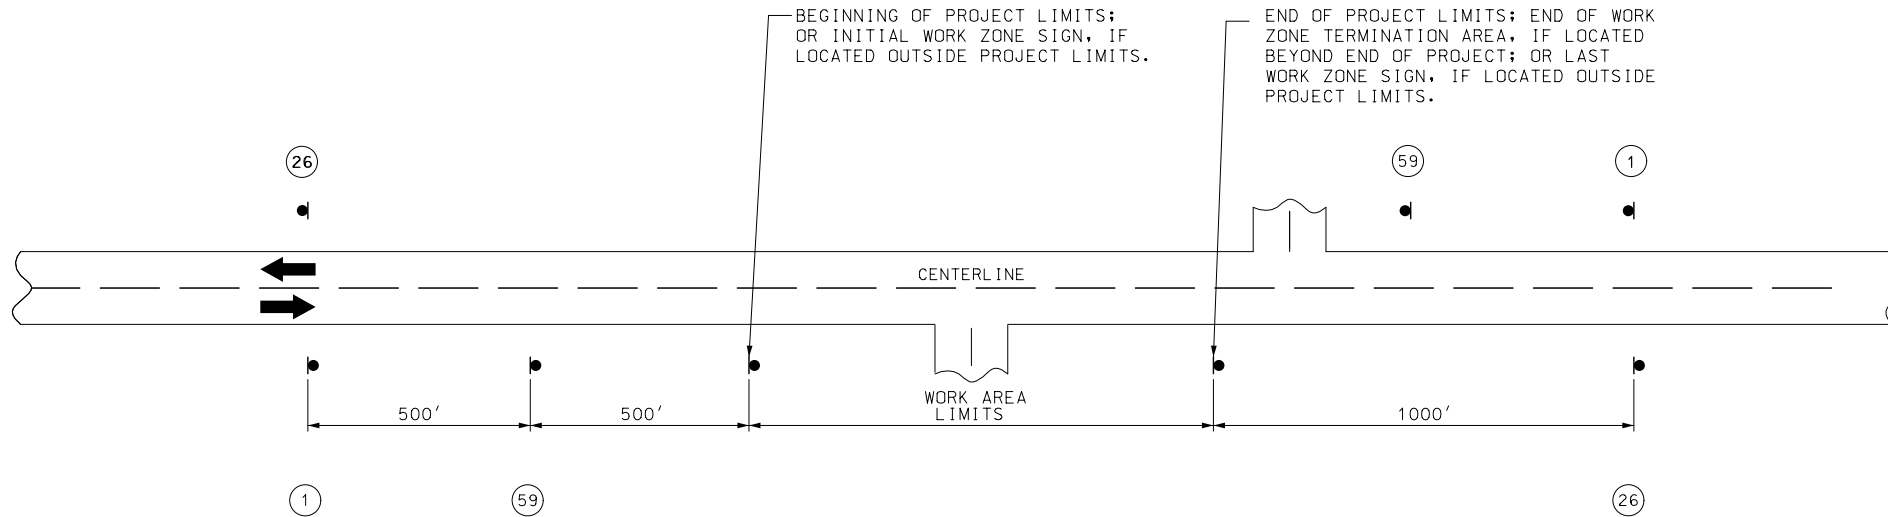 BEGINNING OF PROJECT LIMITS;
OR INITIAL WORK ZONE SIGN, IF
LOCATED OUTSIDE PROJECT LIMITS.
END OF PROJECT LIMITS; END OF WORK
ZONE TERMINATION AREA, IF LOCATED
BEYOND END OF PROJECT; OR LAST
WORK ZONE SIGN, IF LOCATED OUTSIDE
PROJECT LIMITS.
26
59
1
CENTERLINE
WORK AREA
LIMITS
500'
500'
1000'
1
59
26